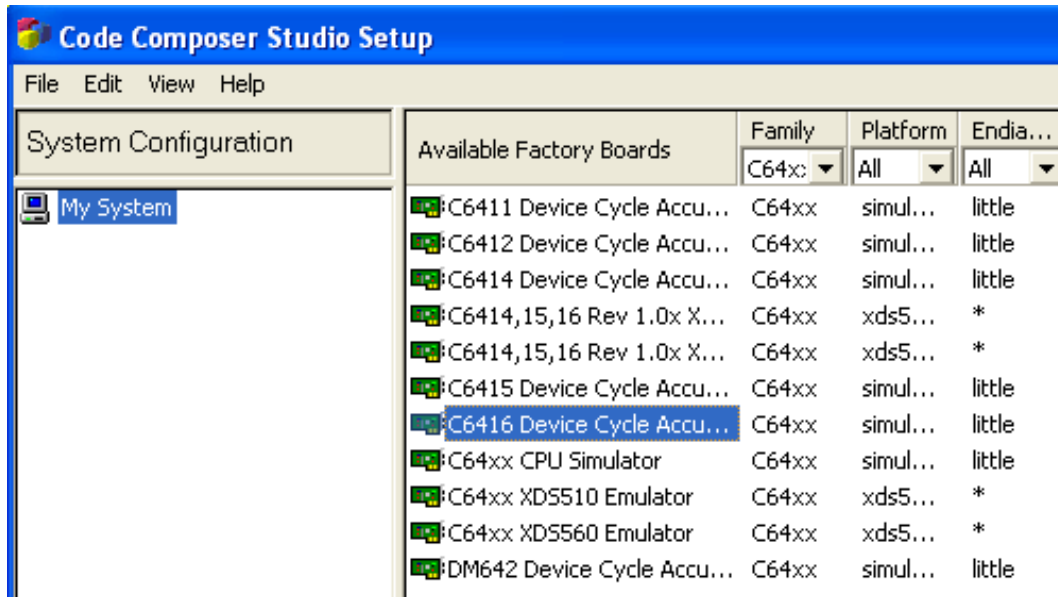 Code Composer Studio Setup
File Edit View Help
System Configuration
My System
Available Factory Boards Family Platform Endia...
C64x All All
C6411 Device Cycle Accu... C64xx simul... little
C6412 Device Cycle Accu... C64xx simul... little
C6414 Device Cycle Accu... C64xx simul... little
C6414,15,16 Rev 1.0x X... C64xx xds5... *
C6414,15,16 Rev 1.0x X... C64xx xds5... *
C6415 Device Cycle Accu... C64xx simul... little
C6416 Device Cycle Accu... C64xx simul... little
C64xx CPU Simulator C64xx simul... little
C64xx XDS510 Emulator C64xx xds5... *
C64xx XDS560 Emulator C64xx xds5... *
DM642 Device Cycle Accu... C64xx simul... little